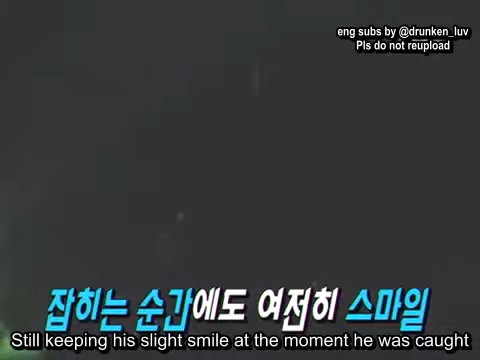 eng subs by @drunken_luv
Pls do not reupload
잡히는 순간에도 여전히 스마일
Still keeping his slight smile at the moment he was caught